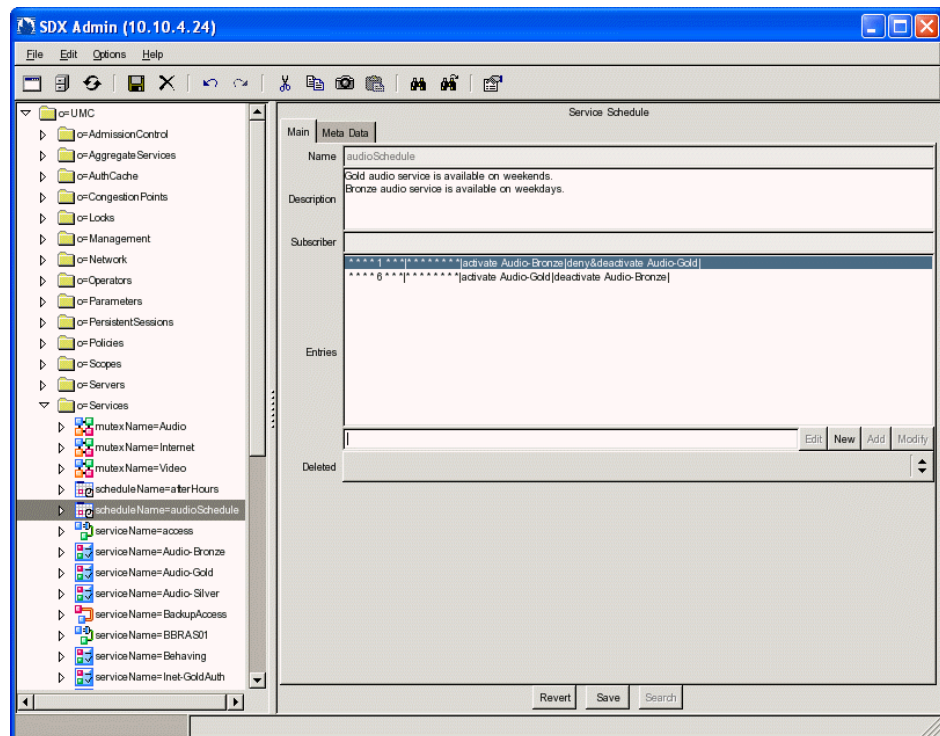 SDX Admin (10.10.4.24)
File Edit Options Help
o=UMC
o=AdmissionControl
o=AggregateServices
o=AuthCache
o=CongestionPoints
o=Locks
o=Management
o=Network
o=Operators
o=Parameters
o=PersistentSessions
o=Policies
o=Scopes
o=Servers
o=Services
mutexName=Audio
mutexName=Internet
mutexName=Video
scheduleName=afterHours
scheduleName=audioSchedule
serviceName=access
serviceName=Audio-Bronze
serviceName=Audio-Gold
serviceName=Audio-Silver
serviceName=BackupAccess
serviceName=BBRAS01
serviceName=Behaving
serviceName=Inet-GoldAuth
Service Schedule
Main Meta Data
Name audioSchedule
Description
Gold audio service is available on weekends.
Bronze audio service is available on weekdays.
Subscriber
Entries
* * * * 1 * * *|* * * * * * * *|activate Audio-Bronze|deny&deactivate Audio-Gold|
* * * * 6 * * *|* * * * * * * *|activate Audio-Gold|deactivate Audio-Bronze|
Edit New Add Modify
Deleted
Revert Save Search